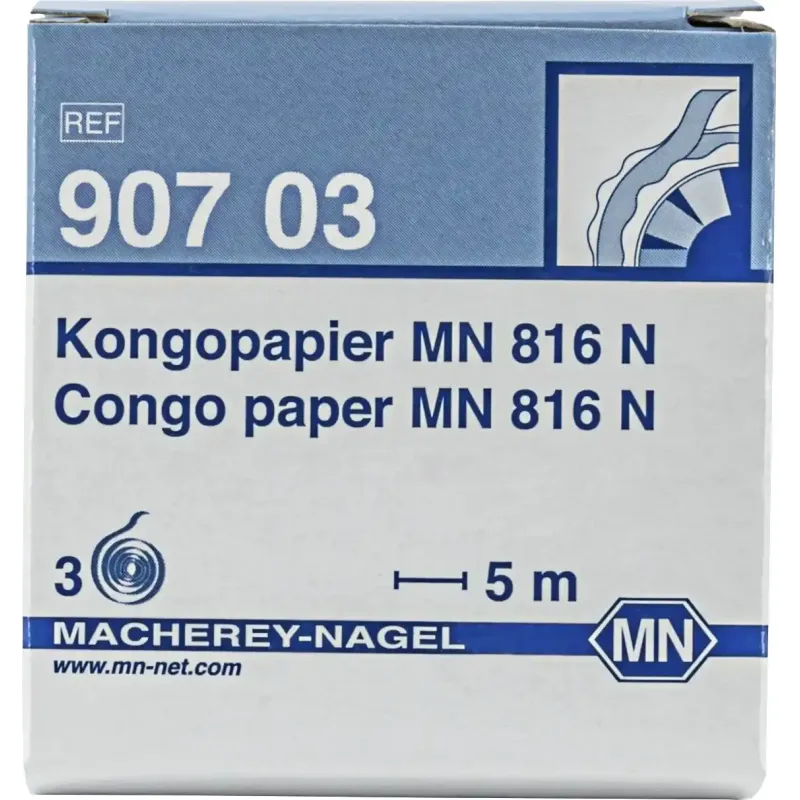 REF
907 03
Kongopapier MN 816 N
Congo paper MN 816 N
3 5 m
MACHEREY-NAGEL MN
www.mn-net.com